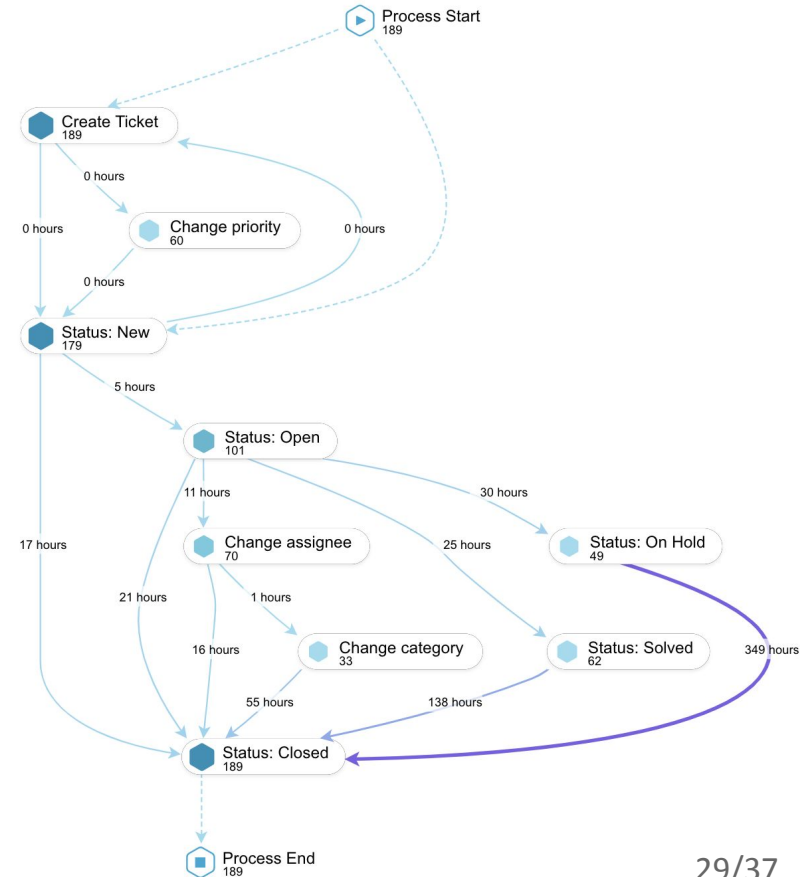 Process Start
189
Create Ticket
189
0 hours
Change priority
60
0 hours
0 hours
0 hours
Status: New
179
5 hours
Status: Open
101
11 hours
30 hours
Change assignee
70
Status: On Hold
49
17 hours
25 hours
21 hours
1 hours
16 hours
Change category
33
Status: Solved
62
349 hours
55 hours
138 hours
Status: Closed
189
Process End
189
29/37